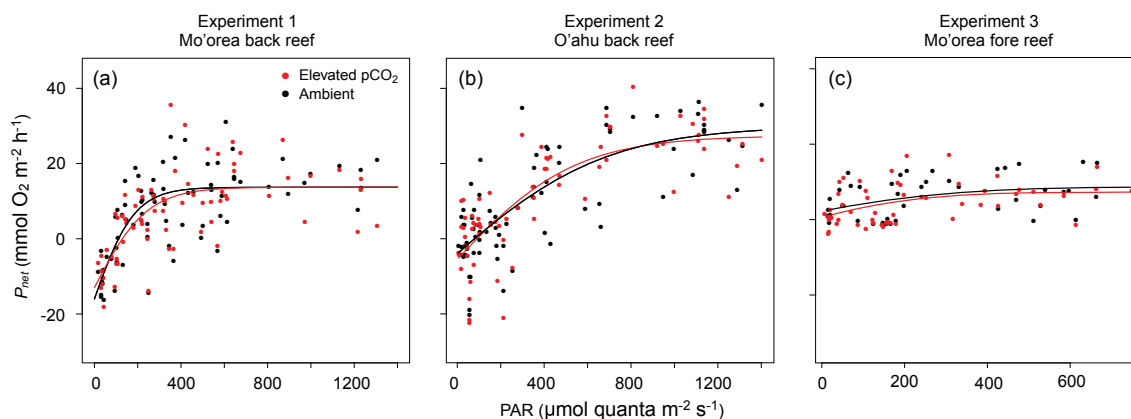 Experiment 1
Mo'orea back reef
Experiment 2
O'ahu back reef
Experiment 3
Mo'orea fore reef
(a)
Elevated pCO₂
Ambient
(b)
(c)
40
20
0
-20
P_net (mmol O₂ m⁻² h⁻¹)
0 400 800 1200
0 400 800 1200
0 200 400 600
PAR (μmol quanta m⁻² s⁻¹)